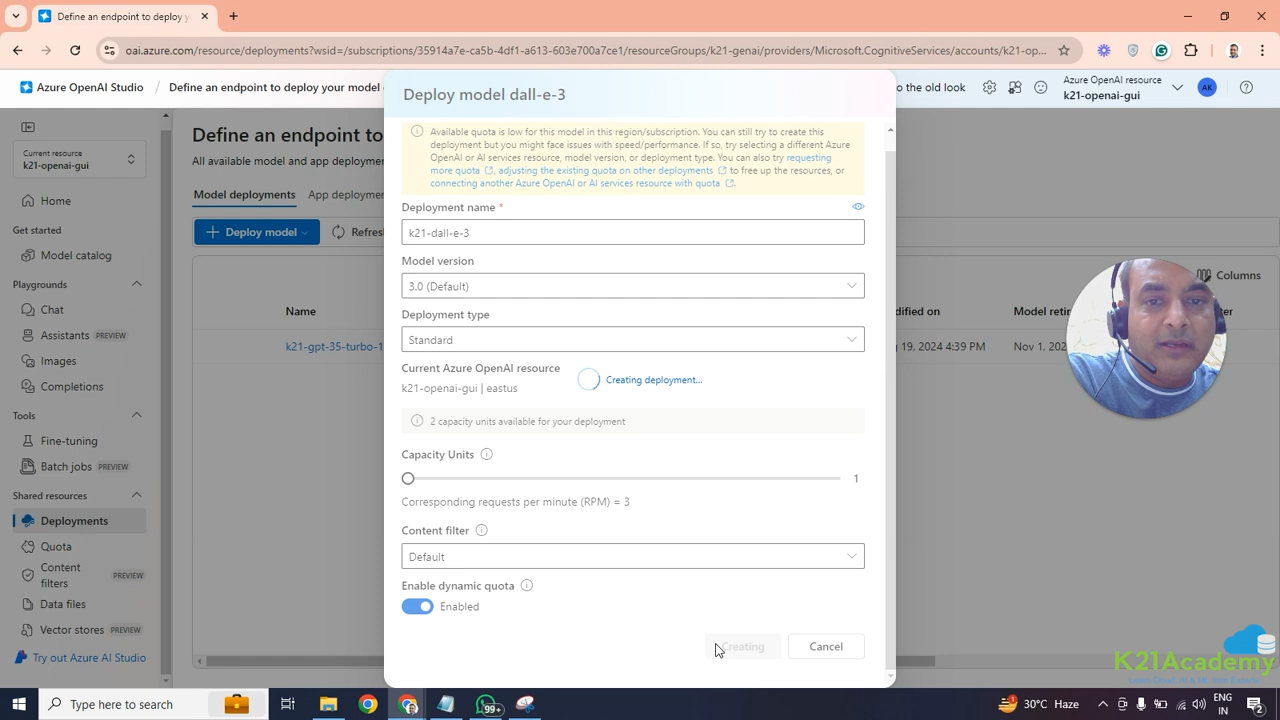 Define an endpoint to deploy yo
oai.azure.com/resource/deployments?wsid=/subscriptions/35914a7e-ca5b-4df1-a613-603e700a7ce1/resourceGroups/k21-genai/providers/Microsoft.CognitiveServices/accounts/k21-op...
Azure OpenAI Studio / Define an endpoint to deploy your model
o the old look
Azure OpenAI resource
k21-openai-gui
AK
Current resource
k21-openai-gui
Home
Get started
Model catalog
Playgrounds
Chat
Assistants PREVIEW
Images
Completions
Tools
Fine-tuning
Batch jobs PREVIEW
Shared resources
Deployments
Quota
Content filters PREVIEW
Data files
Vector stores PREVIEW
Try out Azure AI Studio
Define an endpoint to
All available model and app deploymen
Model deployments
App deploymen
+ Deploy model
Refres
Columns
Name
dified on
Model retir
ter
k21-gpt-35-turbo-1
g 19, 2024 4:39 PM
Nov 1, 202
Deploy model dall-e-3
Available quota is low for this model in this region/subscription. You can still try to create this
deployment but you might face issues with speed/performance. If so, try selecting a different Azure
OpenAI or AI services resource, model version, or deployment type. You can also try requesting
more quota , adjusting the existing quota on other deployments to free up the resources, or
connecting another Azure OpenAI or AI services resource with quota .
Deployment name *
k21-dall-e-3
Model version
3.0 (Default)
Deployment type
Standard
Current Azure OpenAI resource
k21-openai-gui | eastus
Creating deployment...
2 capacity units available for your deployment
Capacity Units
1
Corresponding requests per minute (RPM) = 3
Content filter
Default
Enable dynamic quota
Enabled
Creating
Cancel
K21Academy
Learn Cloud, AI & ML from Experts
Type here to search
99+
30°C Haze
ENG
IN
2